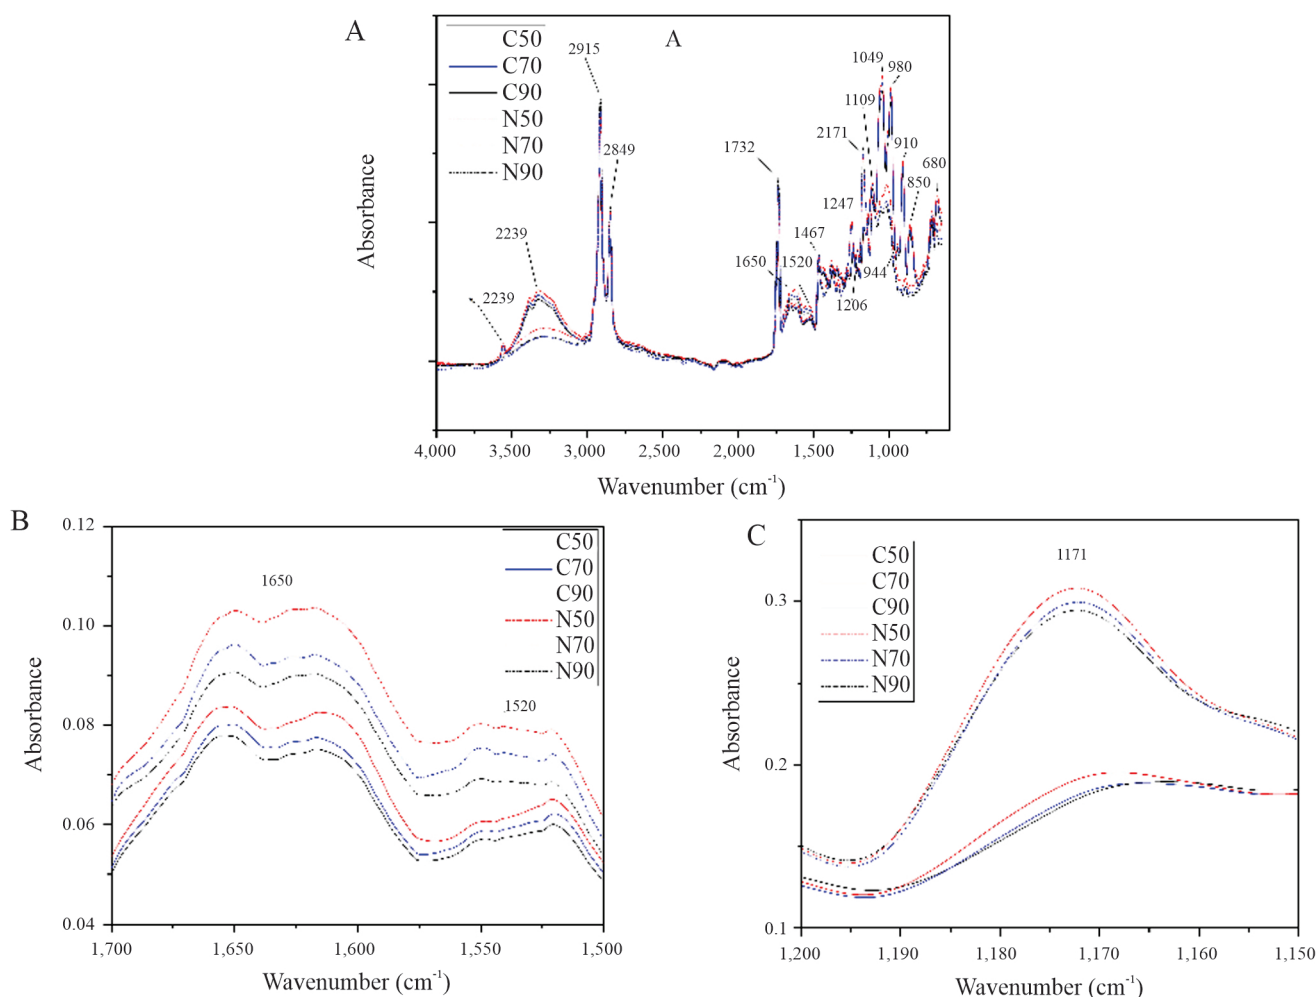 A
C50
C70
C90
N50
N70
N90
A
2915
2849
2239
2239
1732
1650
1520
1467
1247
2171
1109
1049
980
910
850
680
944
1206
Absorbance
4,000
3,500
3,000
2,500
2,000
1,500
1,000
Wavenumber (cm⁻¹)
B
0.12
0.10
0.08
0.06
0.04
Absorbance
1650
1520
C50
C70
C90
N50
N70
N90
1,700
1,650
1,600
1,550
1,500
Wavenumber (cm⁻¹)
C
0.3
0.2
0.1
Absorbance
C50
C70
C90
N50
N70
N90
1171
1,200
1,190
1,180
1,170
1,160
1,150
Wavenumber (cm⁻¹)